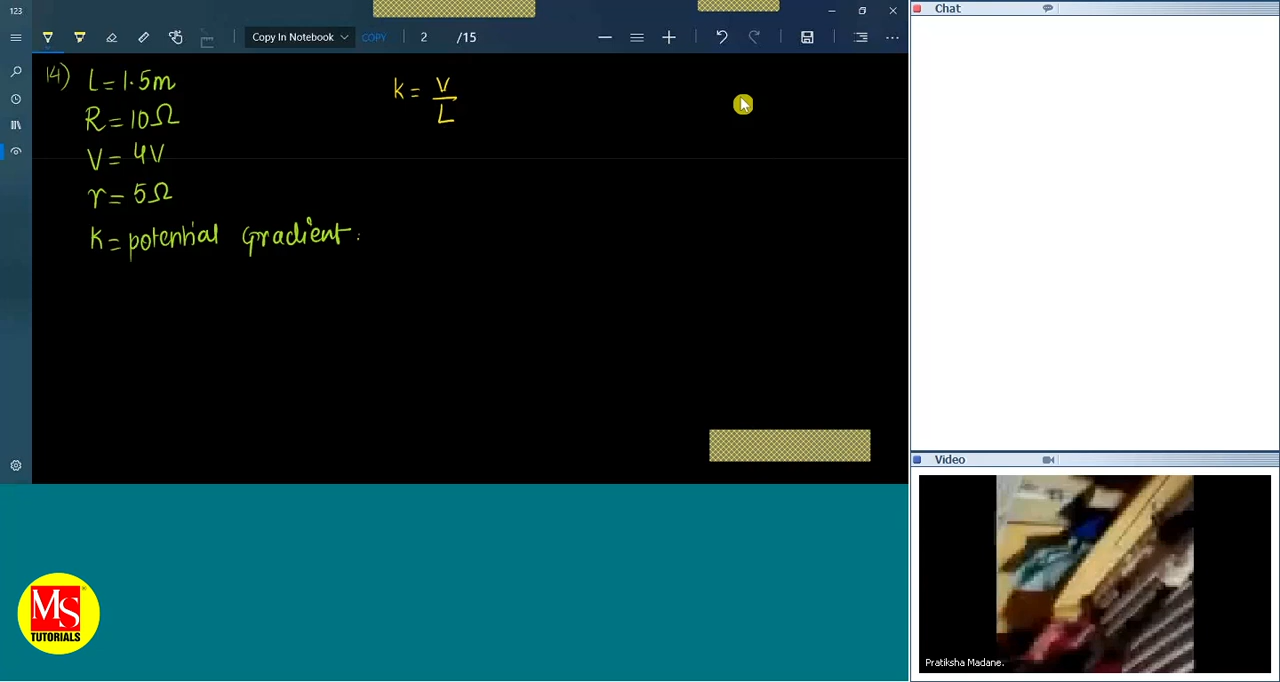 123
Copy In Notebook
COPY
2
/15
14) L = 1.5m
R = 10Ω
V = 4V
r = 5Ω
K = potential gradient.
K = V/L
MS
TUTORIALS
Chat
Video
Pratiksha Madane.